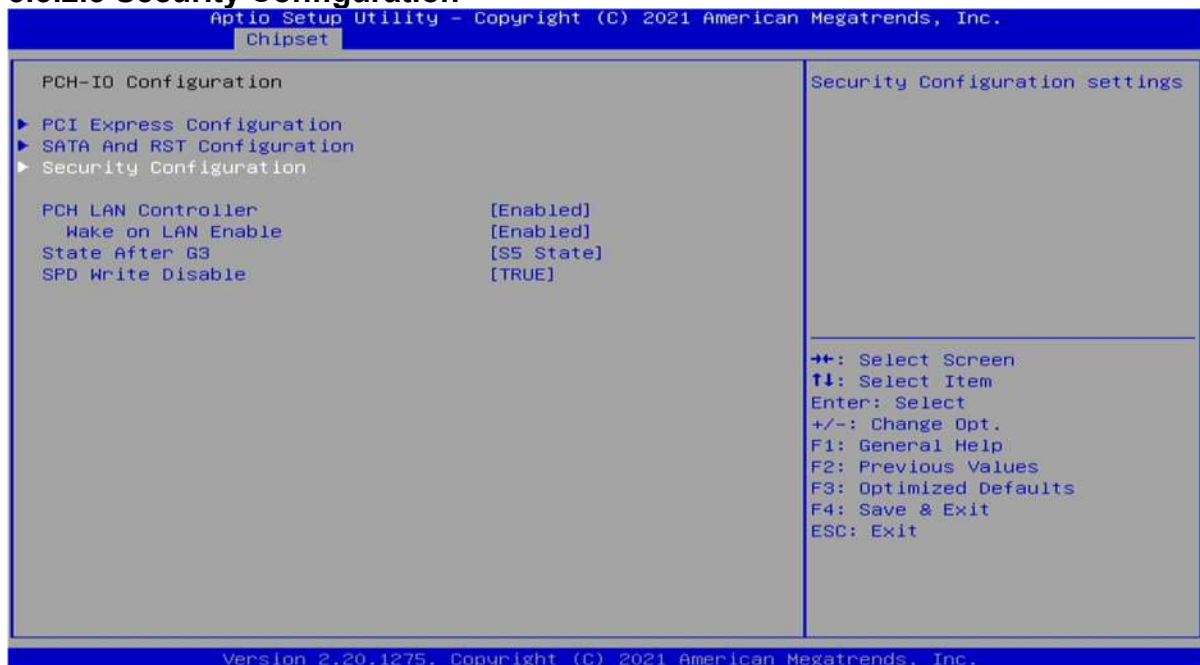 Security Configuration
Aptio Setup Utility – Copyright (C) 2021 American Megatrends, Inc.
Chipset
PCH-IO Configuration
Security Configuration settings
► PCI Express Configuration
► SATA And RST Configuration
► Security Configuration
PCH LAN Controller [Enabled]
Wake on LAN Enable [Enabled]
State After G3 [S5 State]
SPD Write Disable [TRUE]
→←: Select Screen
↑↓: Select Item
Enter: Select
+/-: Change Opt.
F1: General Help
F2: Previous Values
F3: Optimized Defaults
F4: Save & Exit
ESC: Exit
Version 2.20.1275. Copyright (C) 2021 American Megatrends, Inc.